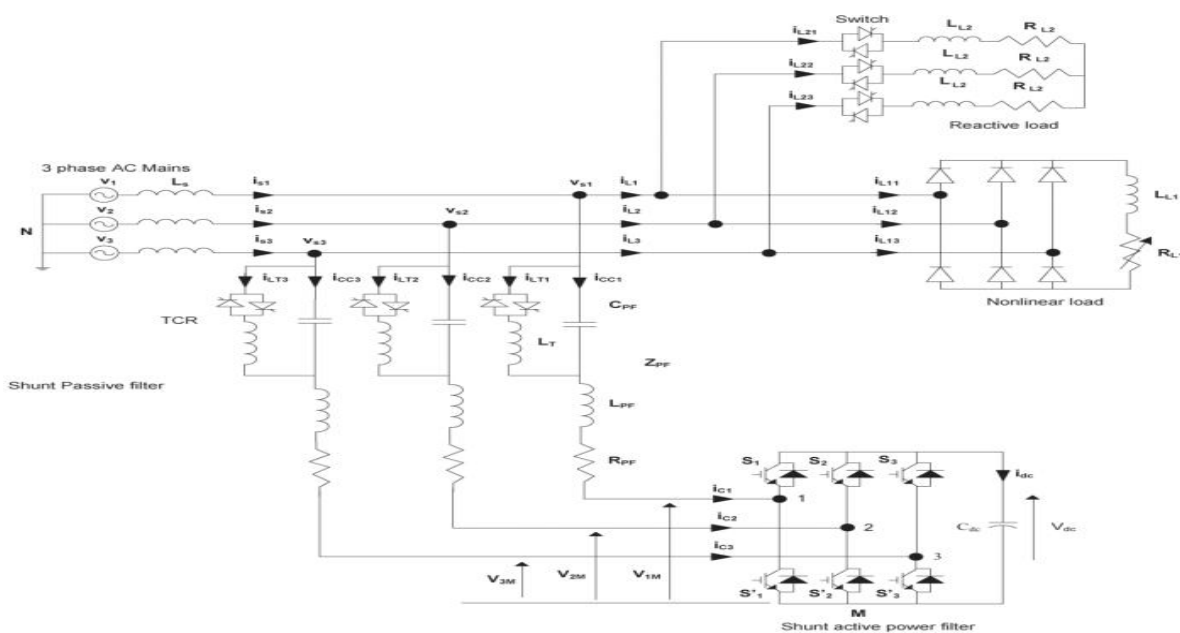 Switch
iL21
LL2
RL2
iL22
LL2
RL2
iL23
LL2
RL2
Reactive load
3 phase AC Mains
v1
Ls
is1
vs1
iL1
iL11
LL1
N
v2
is2
vs2
iL2
iL12
v3
is3
vs3
iL3
iL13
RL1
Nonlinear load
iLT3
iCC3
iLT2
iCC2
iLT1
iCC1
TCR
CPF
LT
ZPF
Shunt Passive filter
LPF
RPF
S1
S2
S3
idc
iC1
1
iC2
2
Cdc
Vdc
iC3
3
V3M
V2M
V1M
S'1
S'2
S'3
M
Shunt active power filter